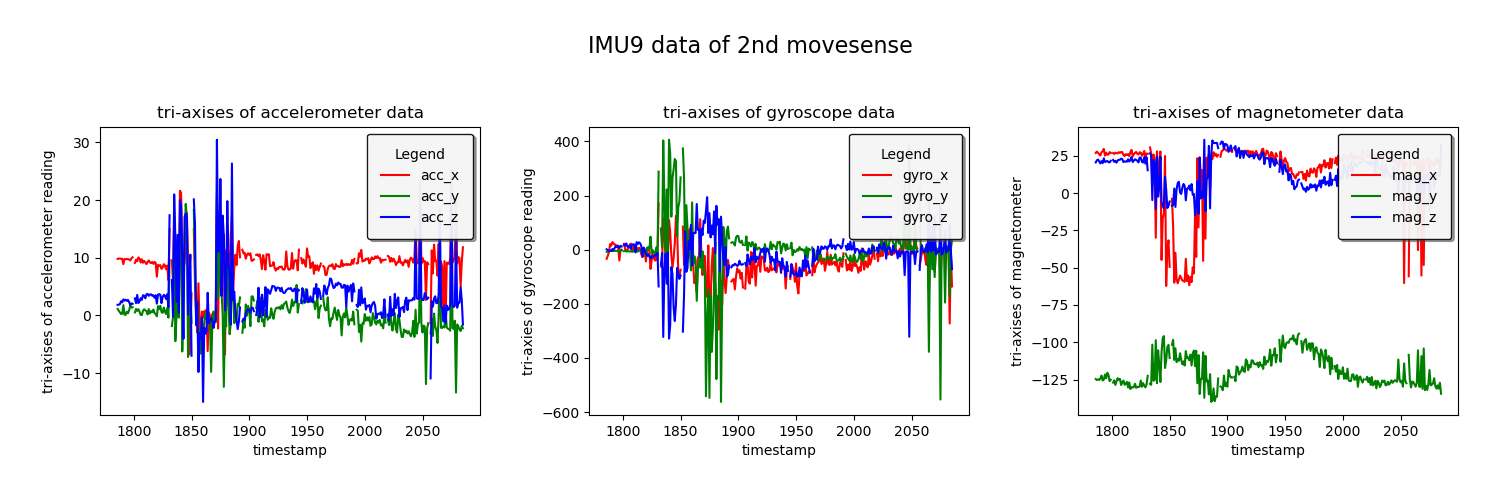 IMU9 data of 2nd movesense
tri-axises of accelerometer data
tri-axises of accelerometer reading
30
20
10
0
−10
1800 1850 1900 1950 2000 2050
timestamp
Legend
acc_x
acc_y
acc_z
tri-axises of gyroscope data
tri-axies of gyroscope reading
400
200
0
−200
−400
−600
1800 1850 1900 1950 2000 2050
timestamp
Legend
gyro_x
gyro_y
gyro_z
tri-axises of magnetometer data
tri-axises of magnetometer
25
0
−25
−50
−75
−100
−125
1800 1850 1900 1950 2000 2050
timestamp
Legend
mag_x
mag_y
mag_z